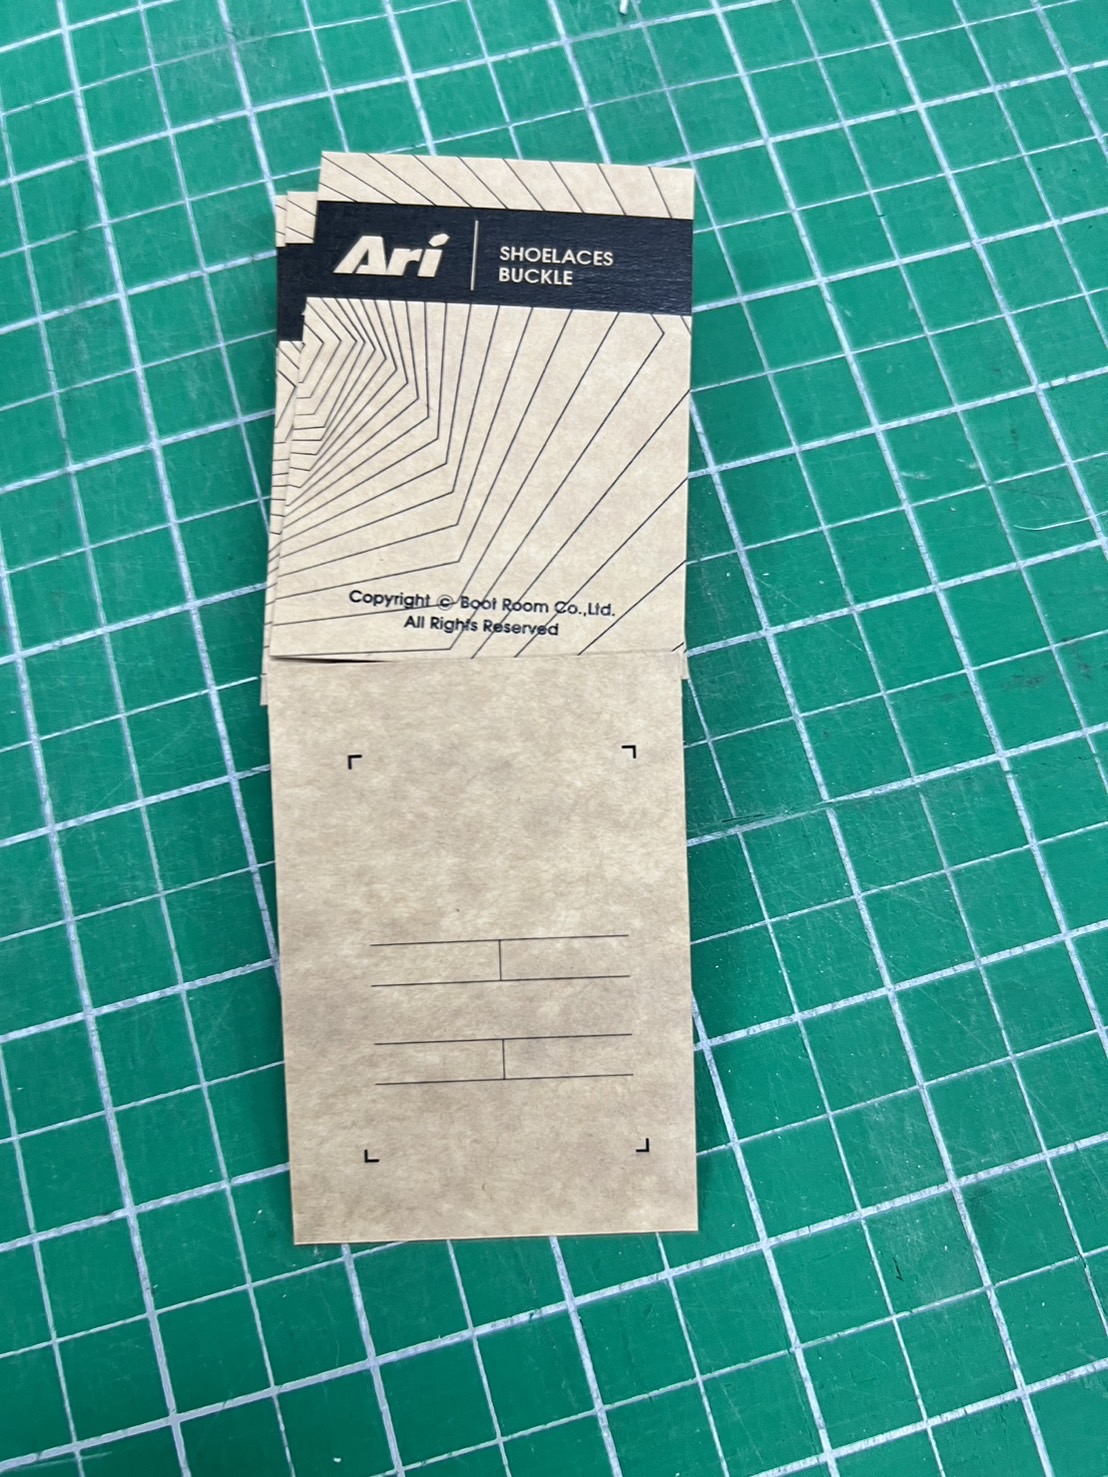 Ari
SHOELACES
BUCKLE
Copyright © Boot Room Co.,Ltd.
All Rights Reserved